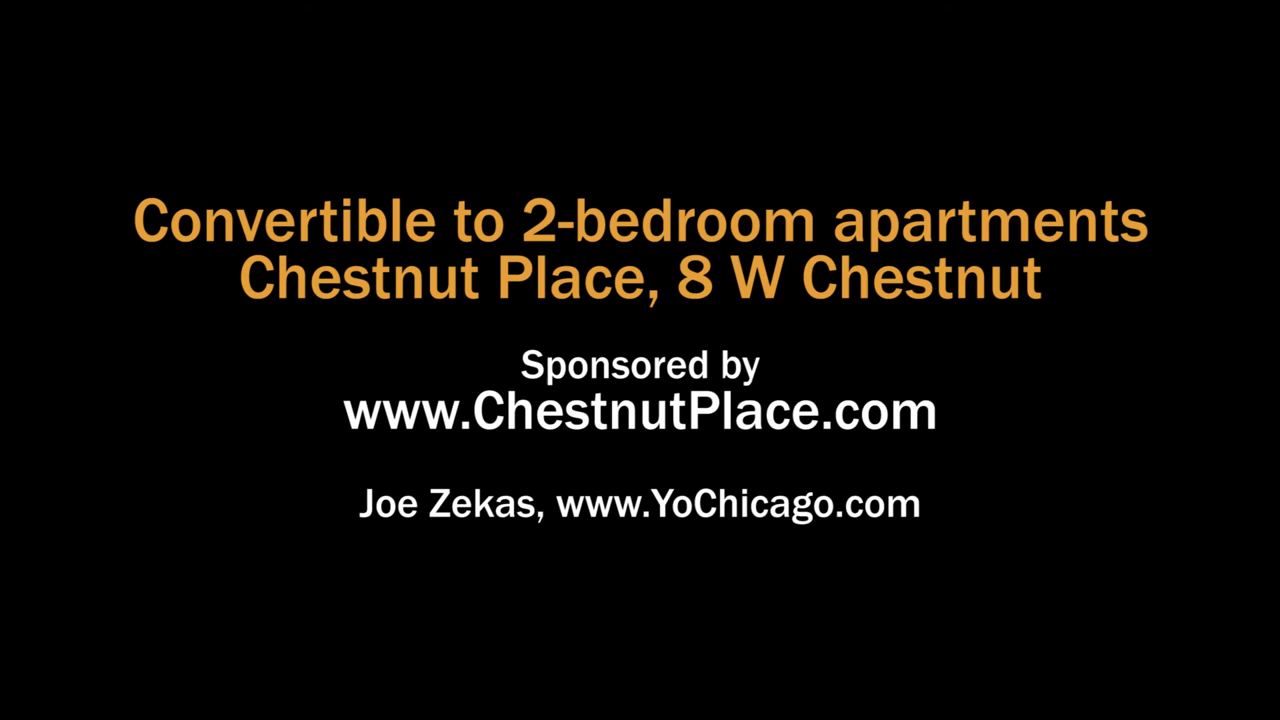 Convertible to 2-bedroom apartments
Chestnut Place, 8 W Chestnut
Sponsored by
www.ChestnutPlace.com
Joe Zekas, www.YoChicago.com